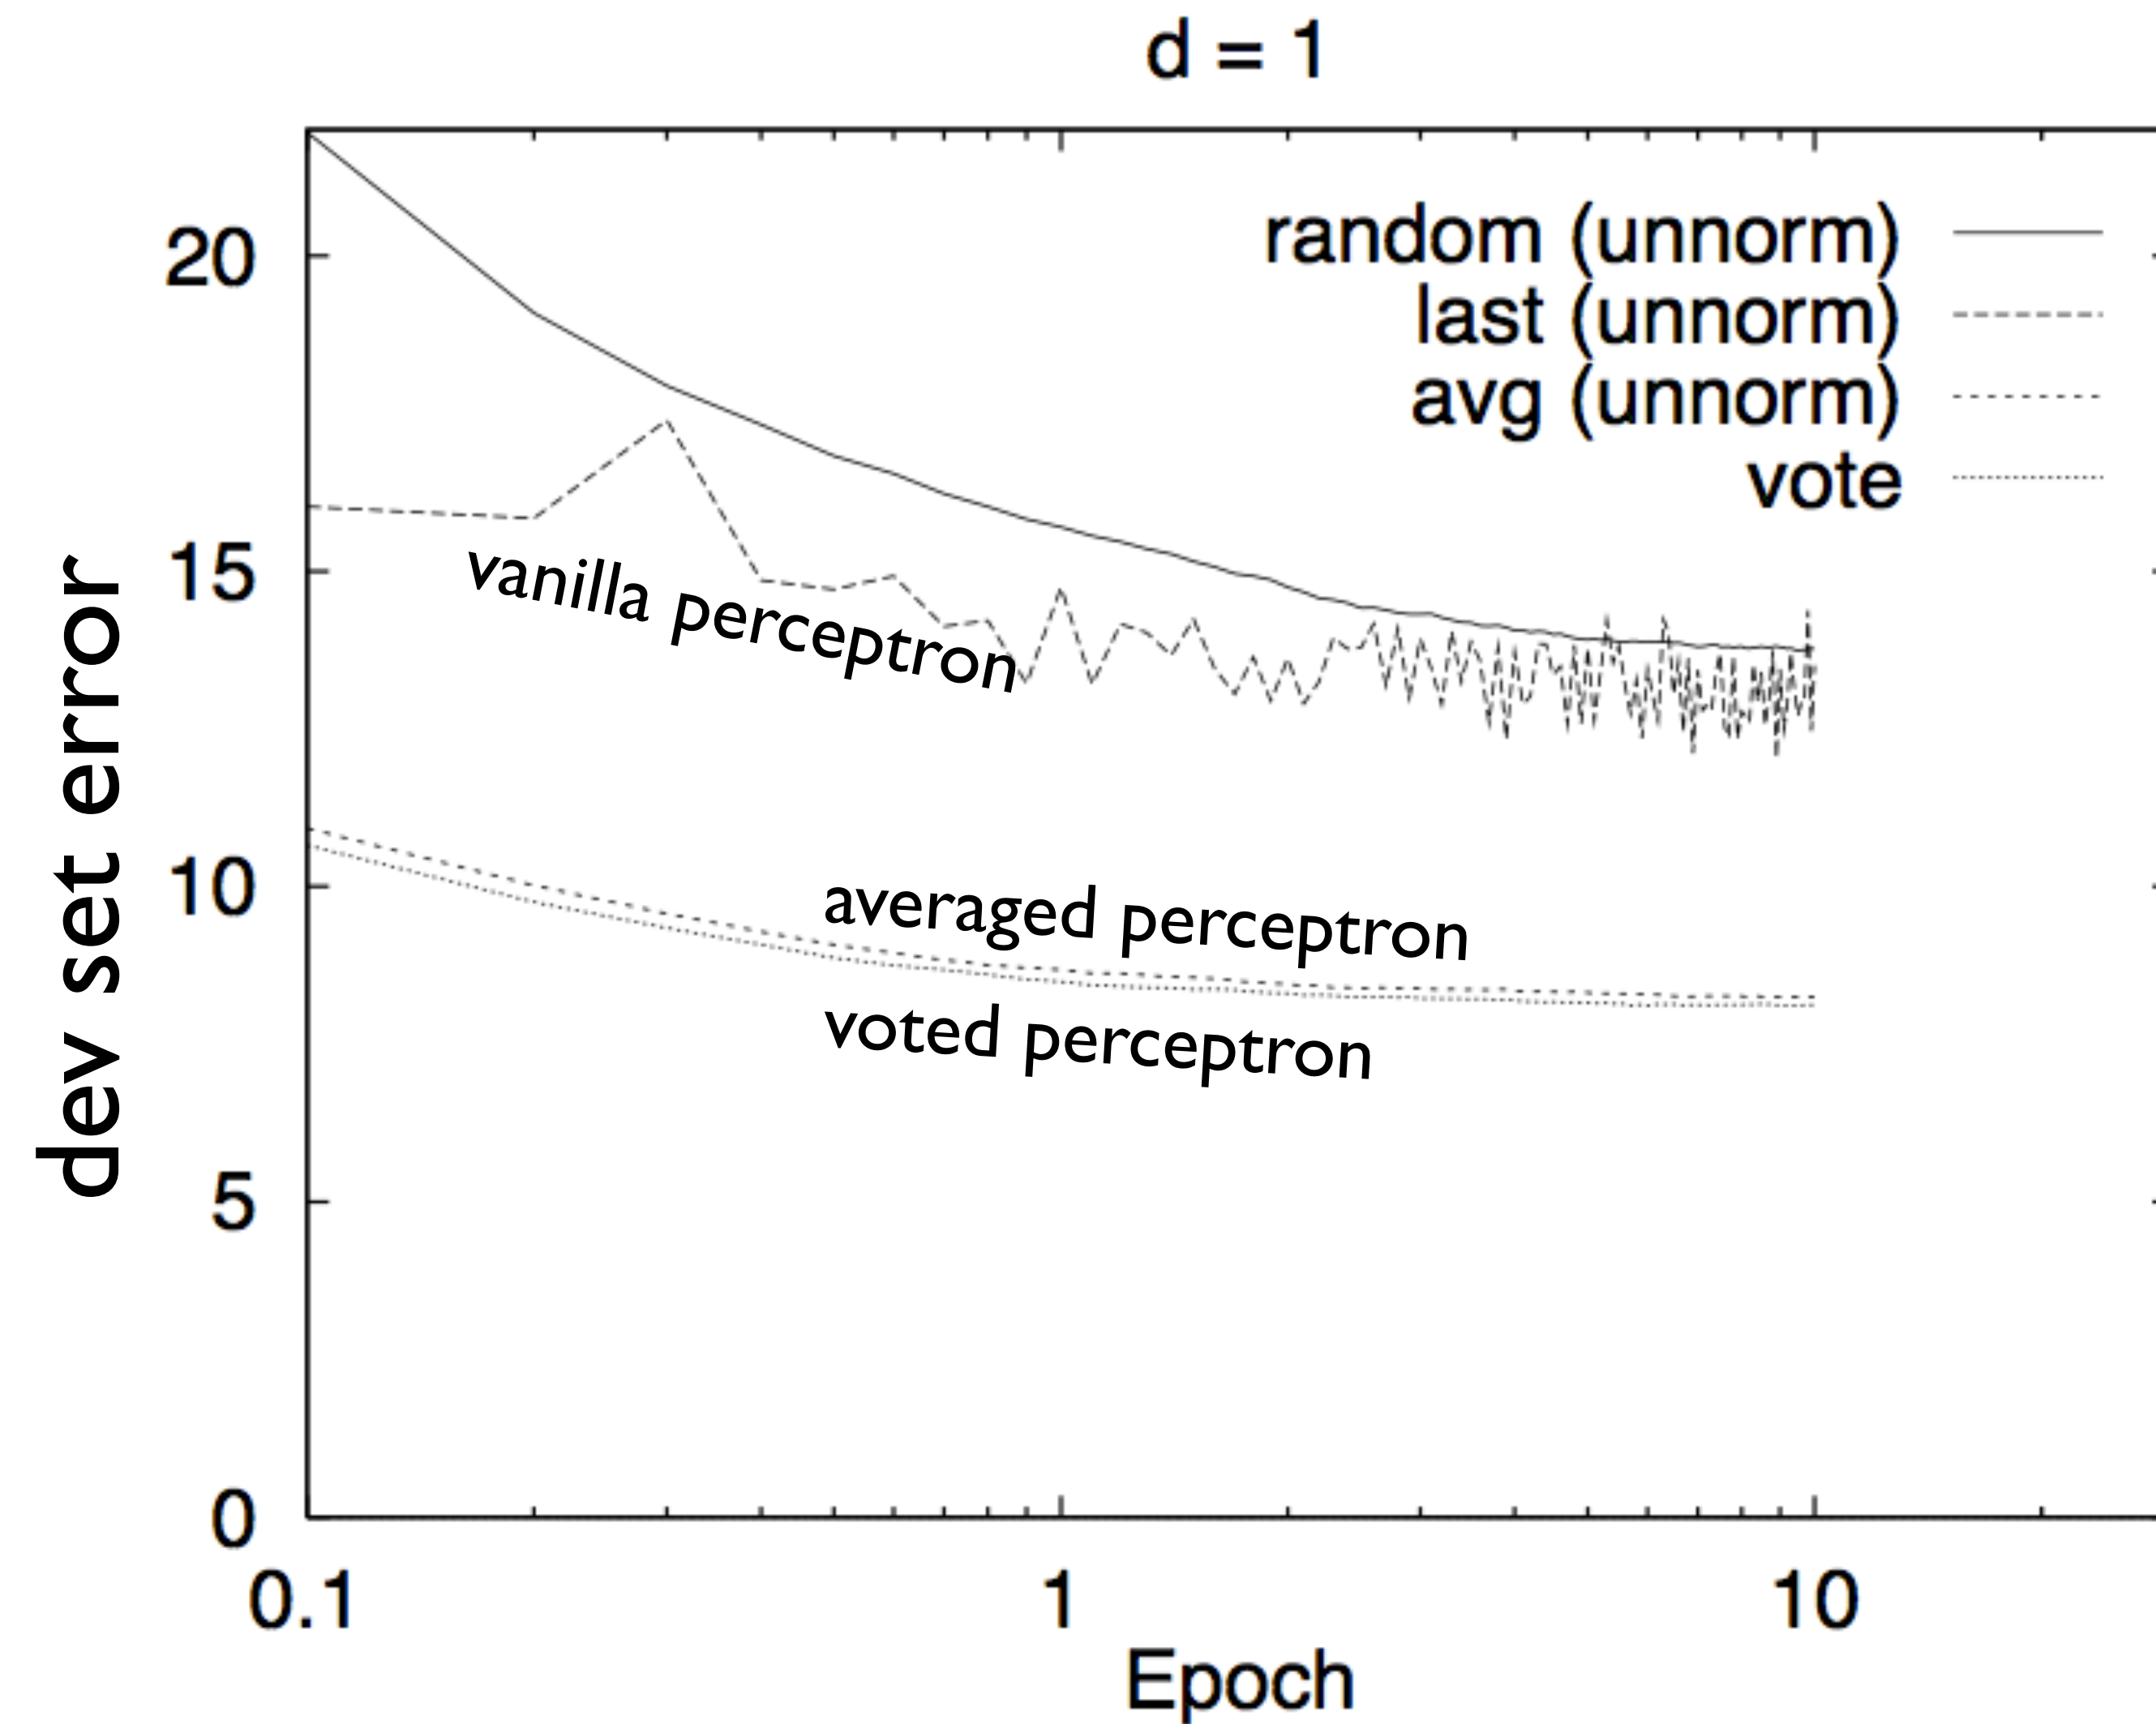 d = 1
random (unnorm)
last (unnorm)
avg (unnorm)
vote
20
15
10
5
0
dev set error
vanilla perceptron
averaged perceptron
voted perceptron
0.1
1
10
Epoch